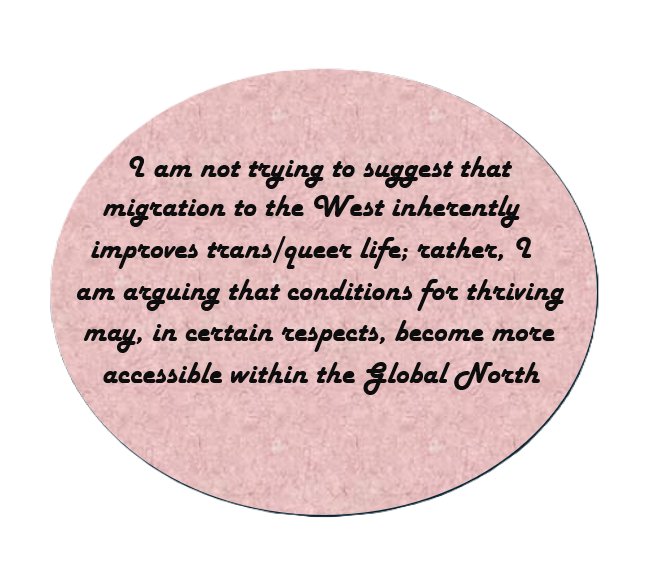 I am not trying to suggest that
migration to the West inherently
improves trans/queer life; rather, I
am arguing that conditions for thriving
may, in certain respects, become more
accessible within the Global North